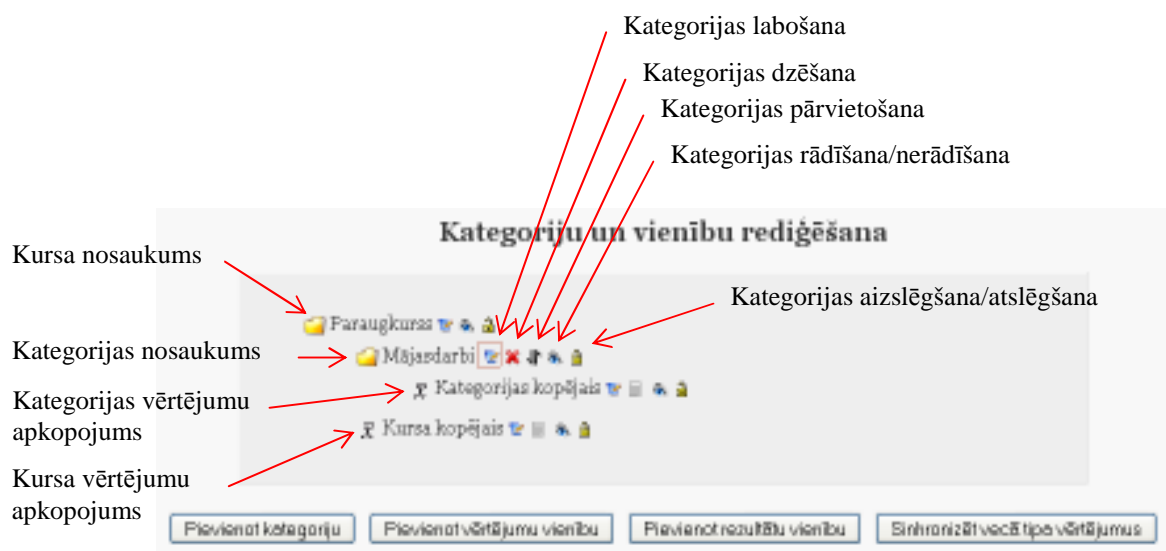 Kategorijas labošana
Kategorijas dzēšana
Kategorijas pārvietošana
Kategorijas rādīšana/nerādīšana
Kategoriju un vienību rediģēšana
Kursa nosaukums
Kategorijas aizslēgšana/atslēgšana
Paraugkurss
Kategorijas nosaukums
Mājasdarbi
Kategorijas kopējais
Kategorijas vērtējumu
apkopojums
Kursa kopējais
Kursa vērtējumu
apkopojums
Pievienot kategoriju
Pievienot vērtējumu vienību
Pievienot rezultātu vienību
Sinhronizēt vecā tipa vērtējumus